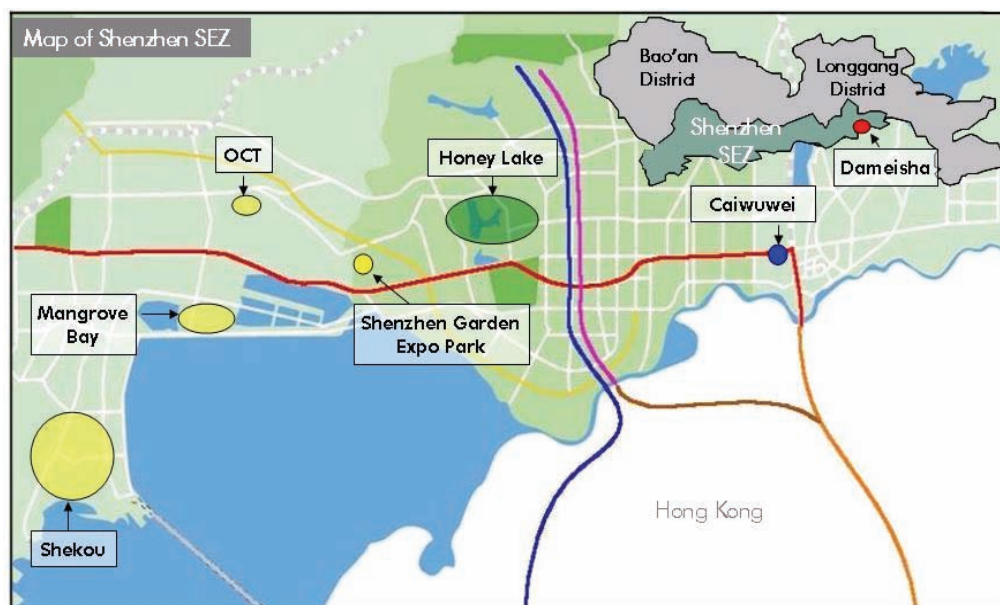 Map of Shenzhen SEZ
Bao'an
District
Longgang
District
Shenzhen
SEZ
Dameisha
OCT
Honey Lake
Caiwuwei
Mangrove
Bay
Shenzhen Garden
Expo Park
Shekou
Hong Kong